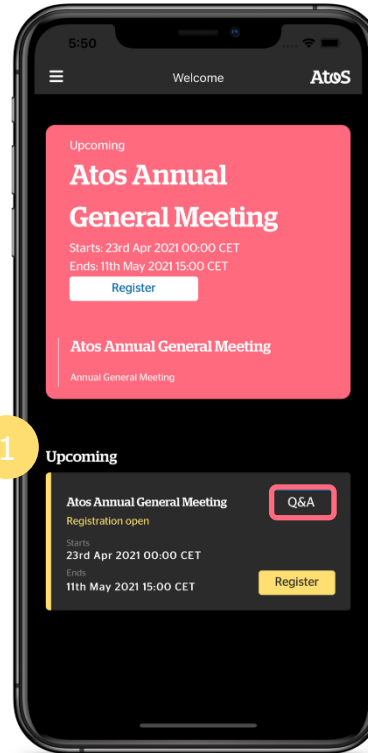 5:50
Welcome
Atos
Upcoming
Atos Annual
General Meeting
Starts: 23rd Apr 2021 00:00 CET
Ends: 11th May 2021 15:00 CET
Register
Atos Annual General Meeting
Annual General Meeting
1
Upcoming
Atos Annual General Meeting
Q&A
Registration open
Starts
23rd Apr 2021 00:00 CET
Ends
11th May 2021 15:00 CET
Register